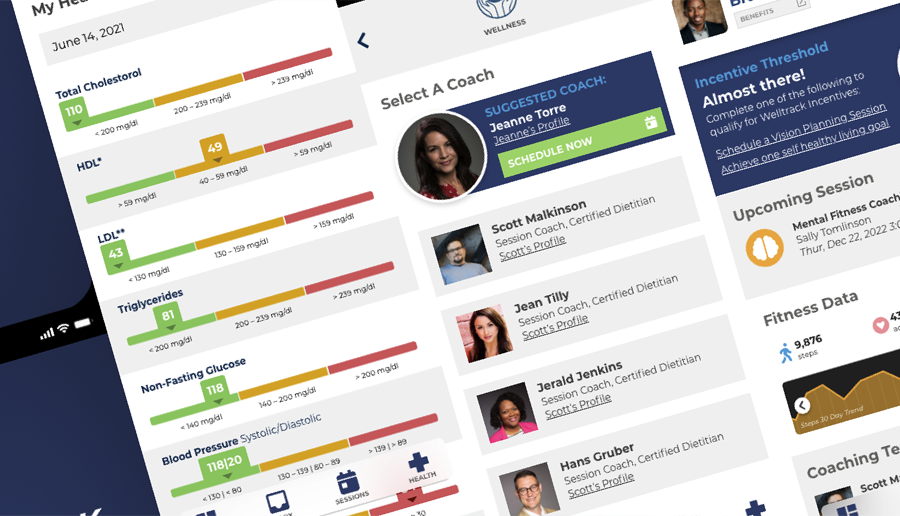 My Hea
June 14, 2021
Total Cholestorol
110
< 200 mg/dl
200 – 239 mg/dl
> 239 mg/dl
HDL*
49
> 59 mg/dl
40 – 59 mg/dl
> 59 mg/dl
LDL**
43
< 130 mg/dl
130 – 159 mg/dl
> 159 mg/dl
Triglycerides
81
< 200 mg/dl
200 – 239 mg/dl
> 239 mg/dl
Non-Fasting Glucose
118
< 140 mg/dl
140 – 200 mg/dl
> 200 mg/dl
Blood Pressure Systolic/Diastolic
118|20
< 130 | < 80
130 – 139 | 80 – 89
> 139 | > 89
SESSIONS
HEALTH
WELLNESS
Select A Coach
SUGGESTED COACH:
Jeanne Torre
Jeanne's Profile
SCHEDULE NOW
Scott Malkinson
Session Coach, Certified Dietitian
Scott's Profile
Jean Tilly
Session Coach, Certified Dietitian
Scott's Profile
Jerald Jenkins
Session Coach, Certified Dietitian
Scott's Profile
Hans Gruber
Session Coach, Certified Dietitian
Scott's Profile
BENEFITS
Incentive Threshold
Almost there!
Complete one of the following to
qualify for Welltrack Incentives:
Schedule a Vision Planning Session
Achieve one self healthy living goal
Upcoming Session
Mental Fitness Coach
Sally Tomlinson
Thur, Dec 22, 2022 3:0
Fitness Data
9,876
steps
43
Steps 30 Day Trend
Coaching Te
Scott M